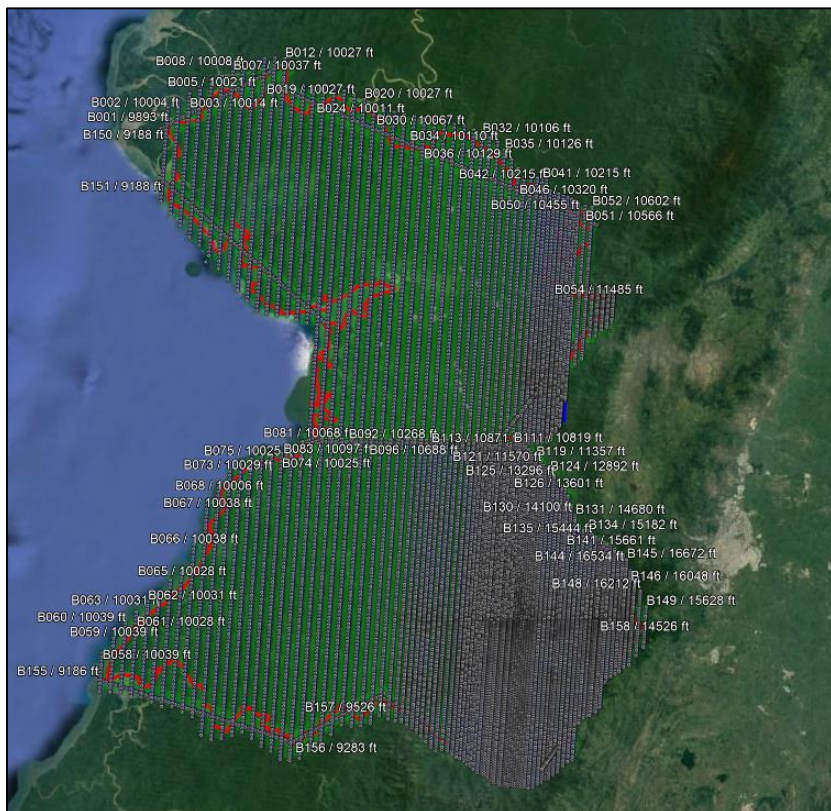 B012 / 10027 ft
B008 / 10008 ft
B007 / 10037 ft
B005 / 10021 ft
B019 / 10027 ft
B020 / 10027 ft
B002 / 10004 ft
B003 / 10014 ft
B024 / 10011 ft
B001 / 9893 ft
B030 / 10067 ft
B150 / 9188 ft
B034 / 10110 ft
B032 / 10106 ft
B035 / 10126 ft
B036 / 10129 ft
B042 / 10215 ft
B041 / 10215 ft
B151 / 9188 ft
B046 / 10320 ft
B050 / 10455 ft
B052 / 10602 ft
B051 / 10566 ft
B054 / 11485 ft
B081 / 10068 f
B092 / 10268 ft
B113 / 10871
B111 / 10819 ft
B075 / 10025
B083 / 10097 ft
B096 / 10688 ft
B121 / 11570 ft
B119 / 11357 ft
B073 / 10029 ft
B074 / 10025 ft
B125 / 13296 ft
B124 / 12892 ft
B068 / 10006 ft
B126 / 13601 ft
B067 / 10038 ft
B130 / 14100 ft
B131 / 14680 ft
B135 / 15444 ft
B134 / 15182 ft
B066 / 10038 ft
B141 / 15661 ft
B144 / 16534 ft
B145 / 16672 ft
B065 / 10028 ft
B148 / 16212 ft
B146 / 16048 ft
B063 / 10031 ft
B062 / 10031 ft
B149 / 15628 ft
B060 / 10039 ft
B061 / 10028 ft
B158 / 14526 ft
B059 / 10039 ft
B058 / 10039 ft
B155 / 9186 ft
B157 / 9526 ft
B156 / 9283 ft